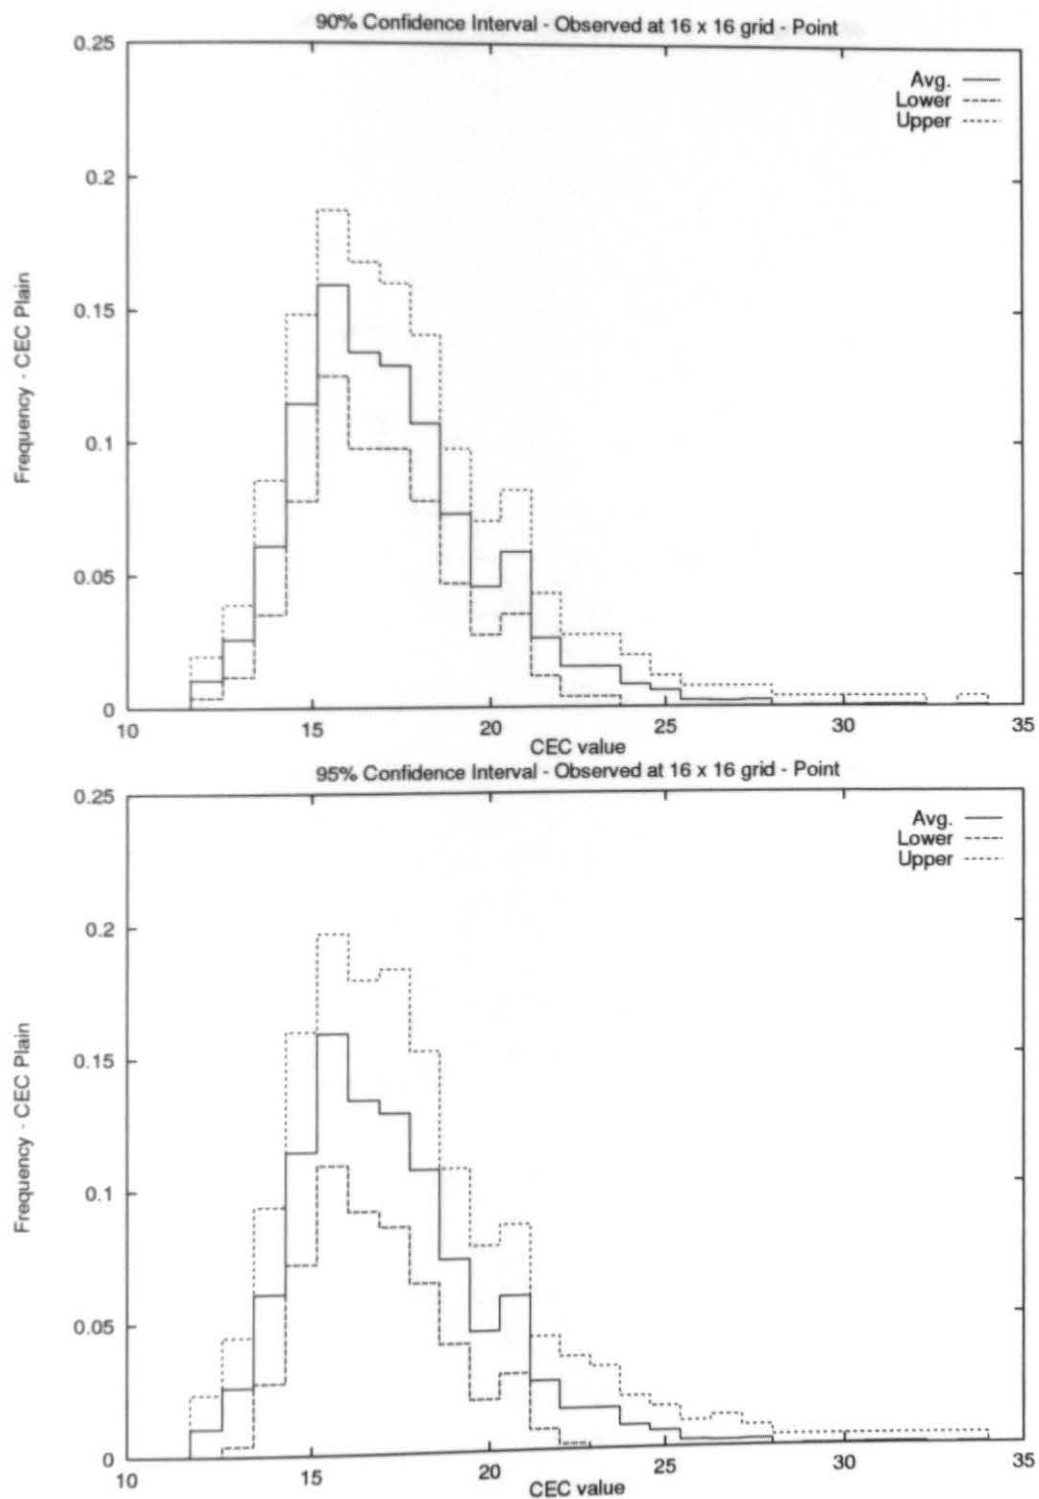 90% Confidence Interval - Observed at 16 x 16 grid - Point
0.25
Avg.
Lower
Upper
0.2
0.15
0.1
0.05
0
Frequency - CEC Plain
10
15
20
25
30
35
CEC value
95% Confidence Interval - Observed at 16 x 16 grid - Point
0.25
Avg.
Lower
Upper
0.2
0.15
0.1
0.05
0
Frequency - CEC Plain
10
15
20
25
30
35
CEC value